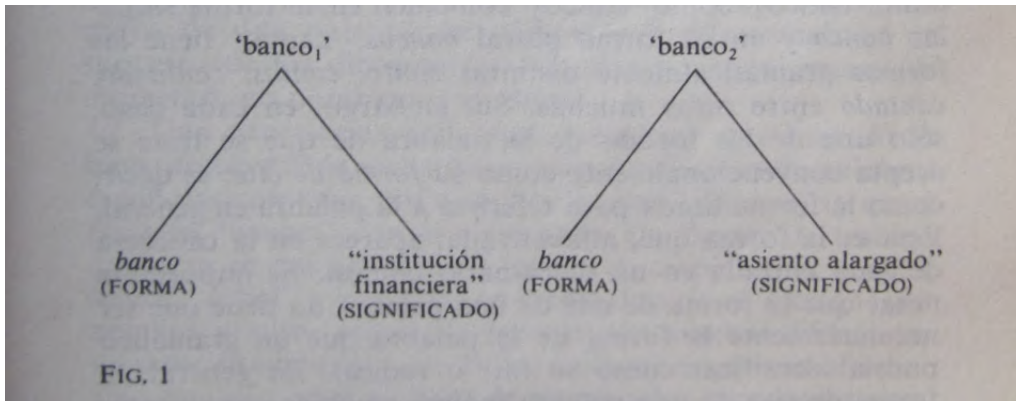 ‘banco₁’ ‘banco₂’
banco “institución banco “asiento alargado”
(FORMA) financiera” (FORMA) (SIGNIFICADO)
(SIGNIFICADO)
FIG. 1